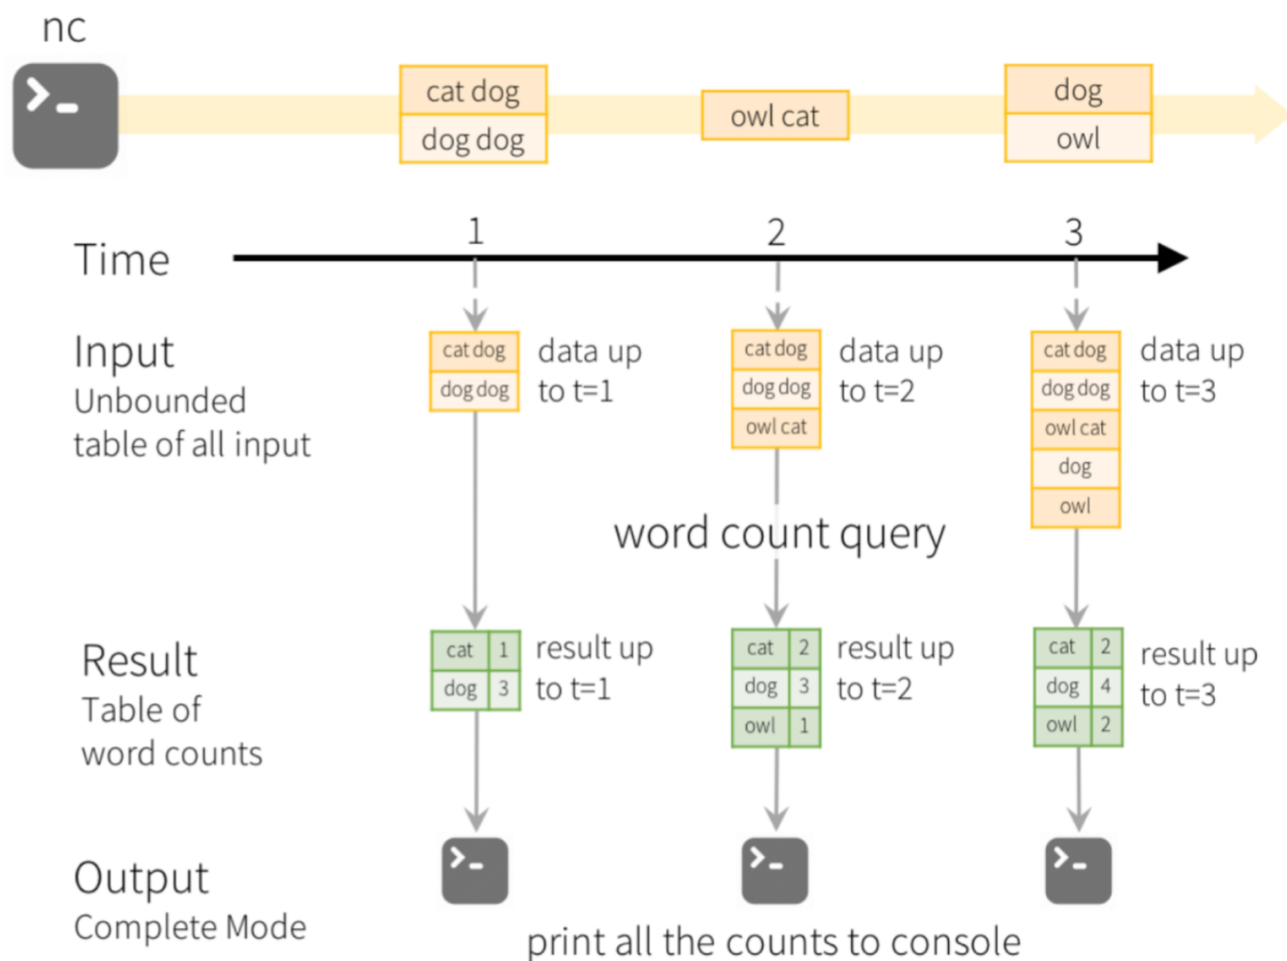 nc
cat dog
dog dog
owl cat
dog
owl
1
2
3
Time
Input
Unbounded
table of all input
cat dog
dog dog
data up
to t=1
cat dog
dog dog
owl cat
data up
to t=2
cat dog
dog dog
owl cat
dog
owl
data up
to t=3
word count query
Result
Table of
word counts
cat 1
dog 3
result up
to t=1
cat 2
dog 3
owl 1
result up
to t=2
cat 2
dog 4
owl 2
result up
to t=3
Output
Complete Mode
print all the counts to console